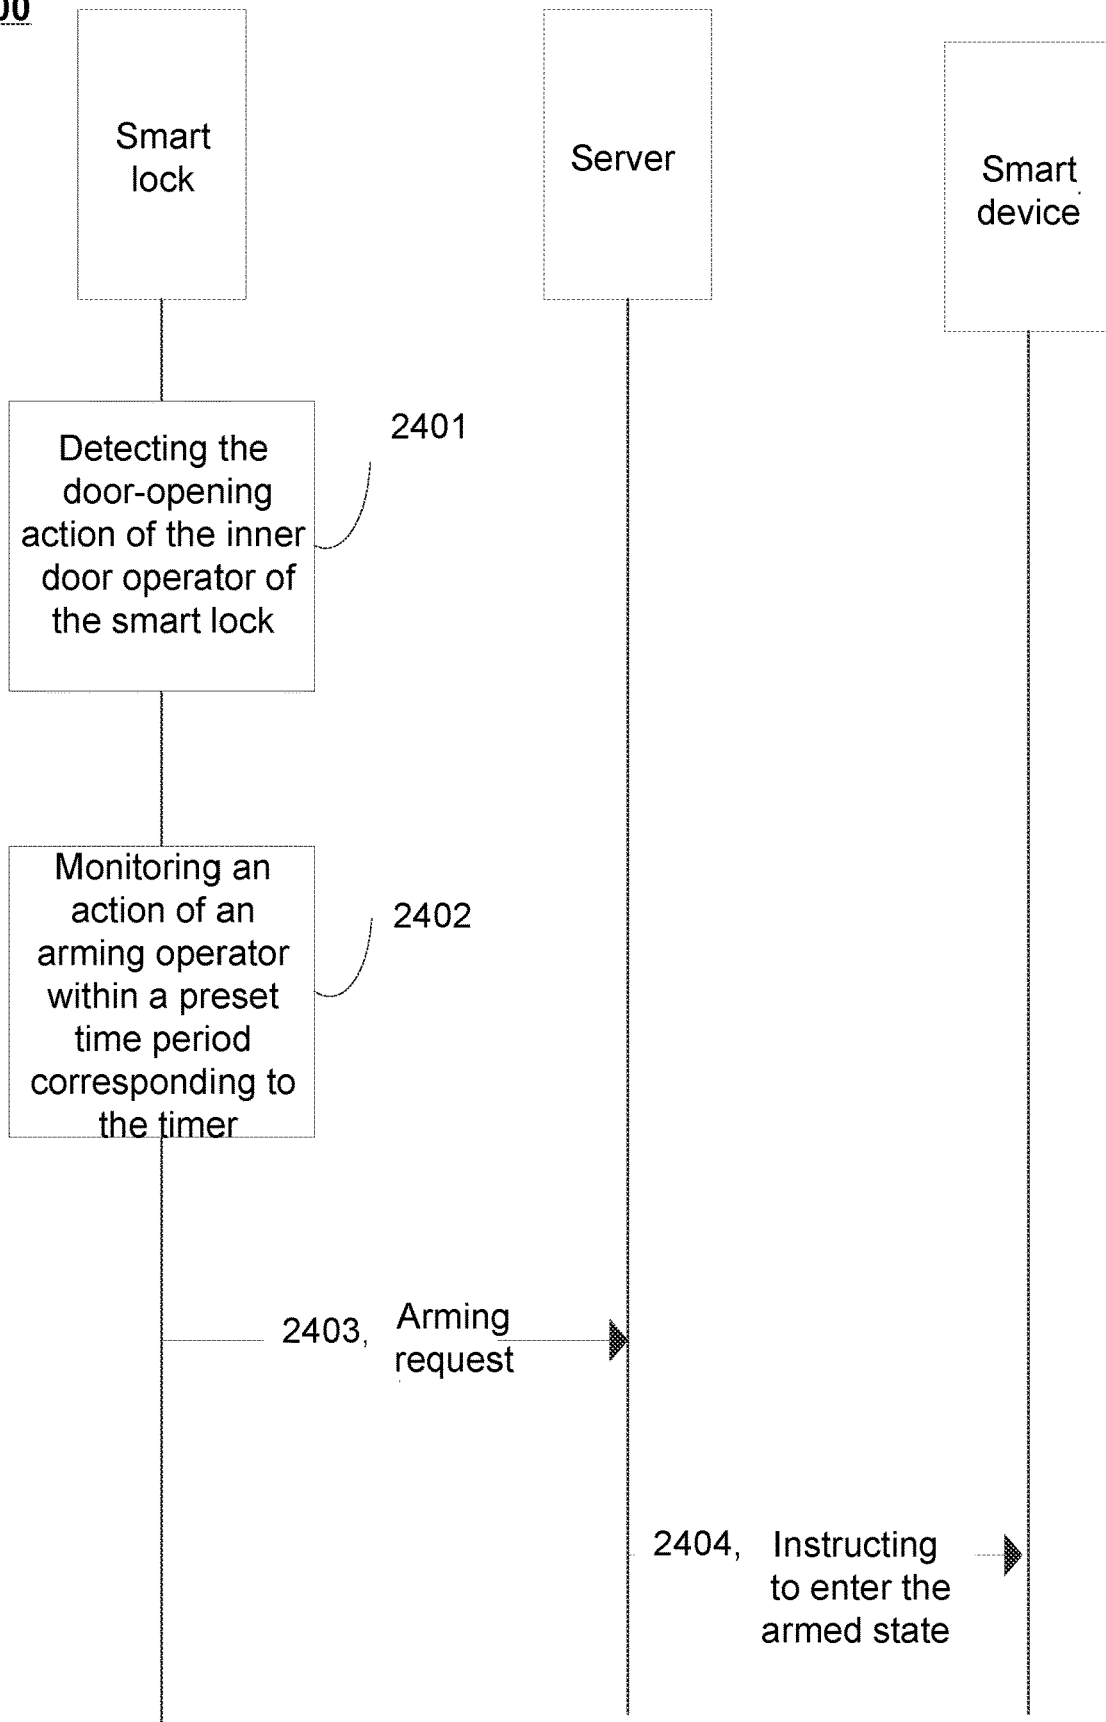 00
Smart
lock
Server
Smart
device
Detecting the
door-opening
action of the inner
door operator of
the smart lock
2401
Monitoring an
action of an
arming operator
within a preset
time period
corresponding to
the timer
2402
2403, Arming
request
2404, Instructing
to enter the
armed state